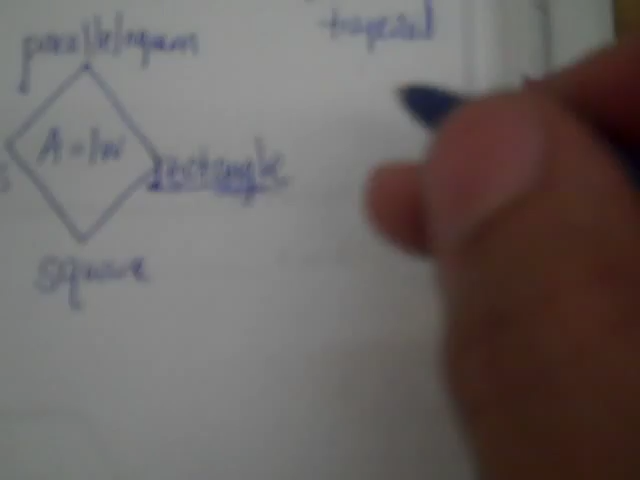 trapezoid
parallelogram
A = lw
rectangle
square